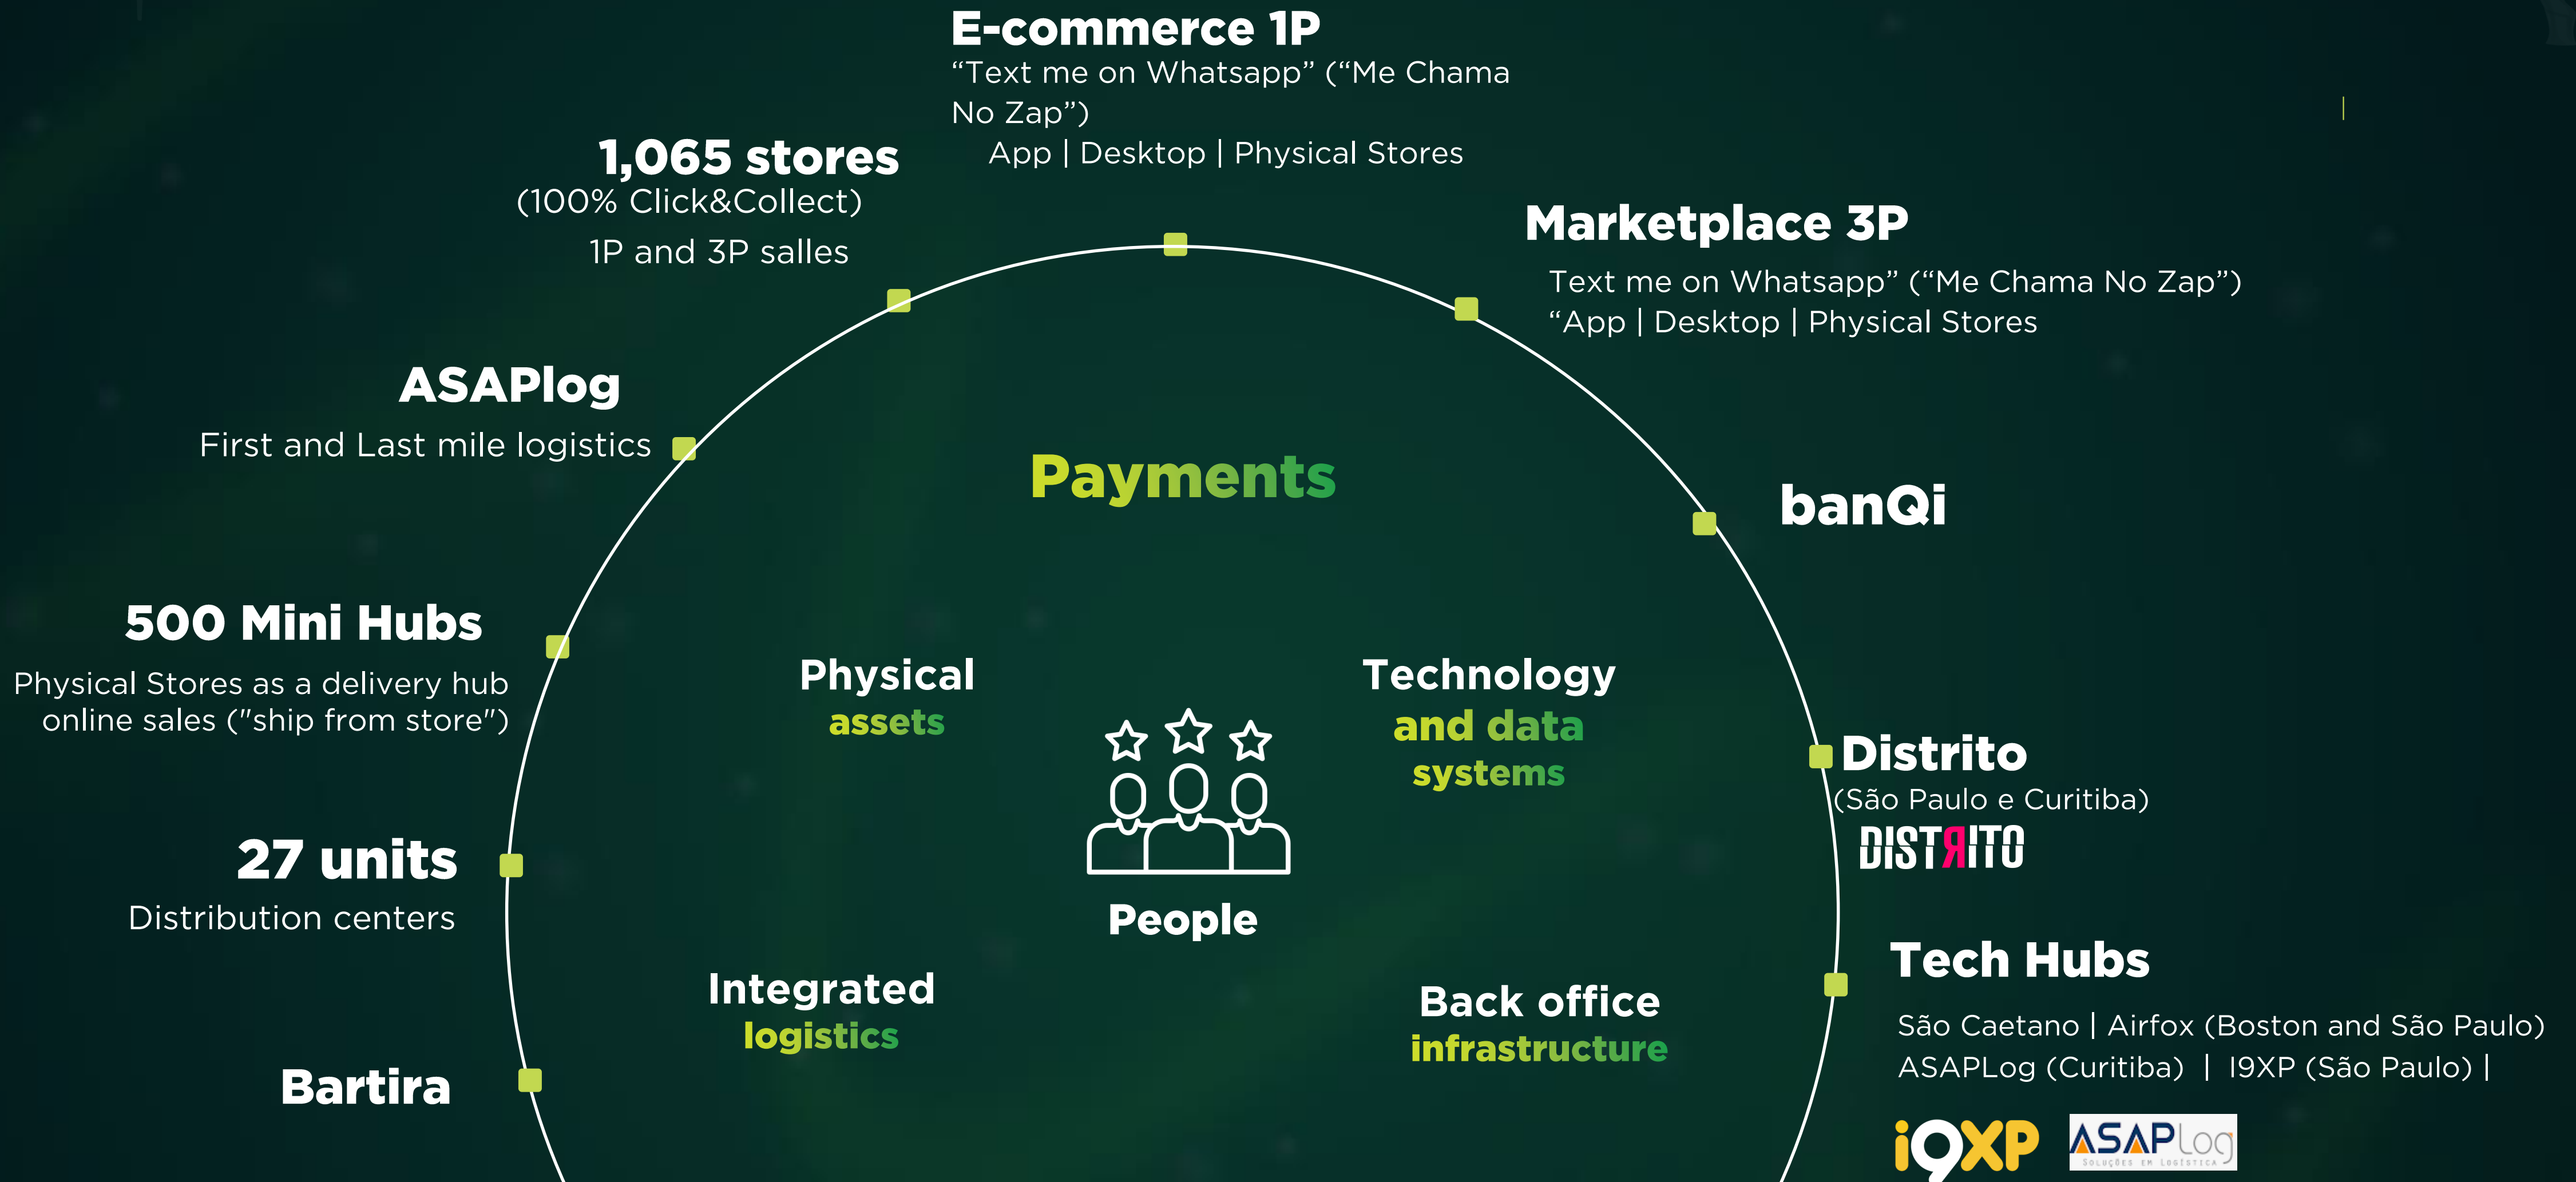 E-commerce 1P
“Text me on Whatsapp” (“Me Chama
No Zap”)
App | Desktop | Physical Stores
1,065 stores
(100% Click&Collect)
1P and 3P salles
Marketplace 3P
Text me on Whatsapp” (“Me Chama No Zap”)
“App | Desktop | Physical Stores
ASAPlog
First and Last mile logistics
Payments
banQi
500 Mini Hubs
Physical Stores as a delivery hub
online sales ("ship from store")
Physical
assets
Technology
and data
systems
Distrito
(São Paulo e Curitiba)
DISTRITO
27 units
Distribution centers
People
Tech Hubs
São Caetano | Airfox (Boston and São Paulo)
ASAPLog (Curitiba) | I9XP (São Paulo) |
Integrated
logistics
Back office
infrastructure
Bartira
i9XP
ASAPLog
SOLUÇÕES EM LOGÍSTICA